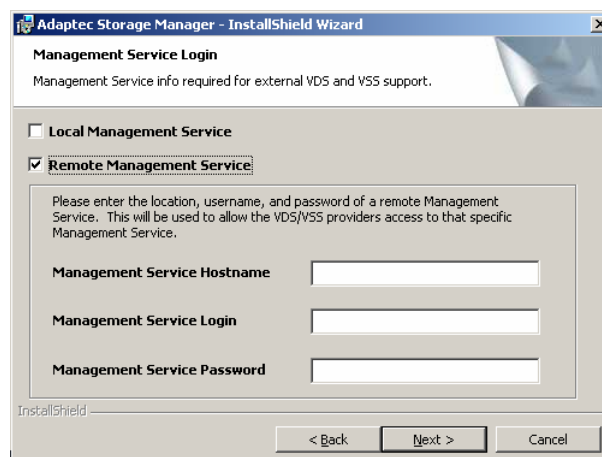 Adaptec Storage Manager - InstallShield Wizard
Management Service Login
Management Service info required for external VDS and VSS support.
Local Management Service
Remote Management Service
Please enter the location, username, and password of a remote Management
Service. This will be used to allow the VDS/VSS providers access to that specific
Management Service.
Management Service Hostname
Management Service Login
Management Service Password
InstallShield
< Back
Next >
Cancel